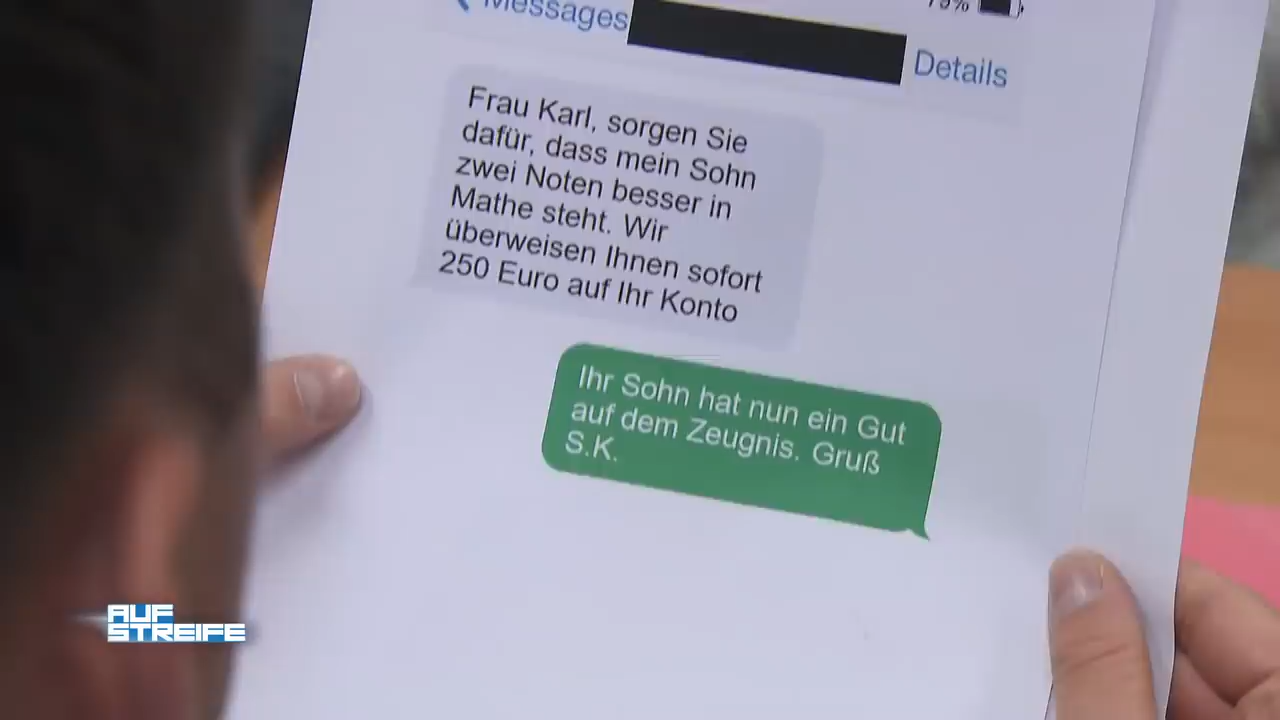 Messages
79%
Details
Frau Karl, sorgen Sie
dafür, dass mein Sohn
zwei Noten besser in
Mathe steht. Wir
überweisen Ihnen sofort
250 Euro auf Ihr Konto
Ihr Sohn hat nun ein Gut
auf dem Zeugnis. Gruß
S.K.
AUF
STREIFE